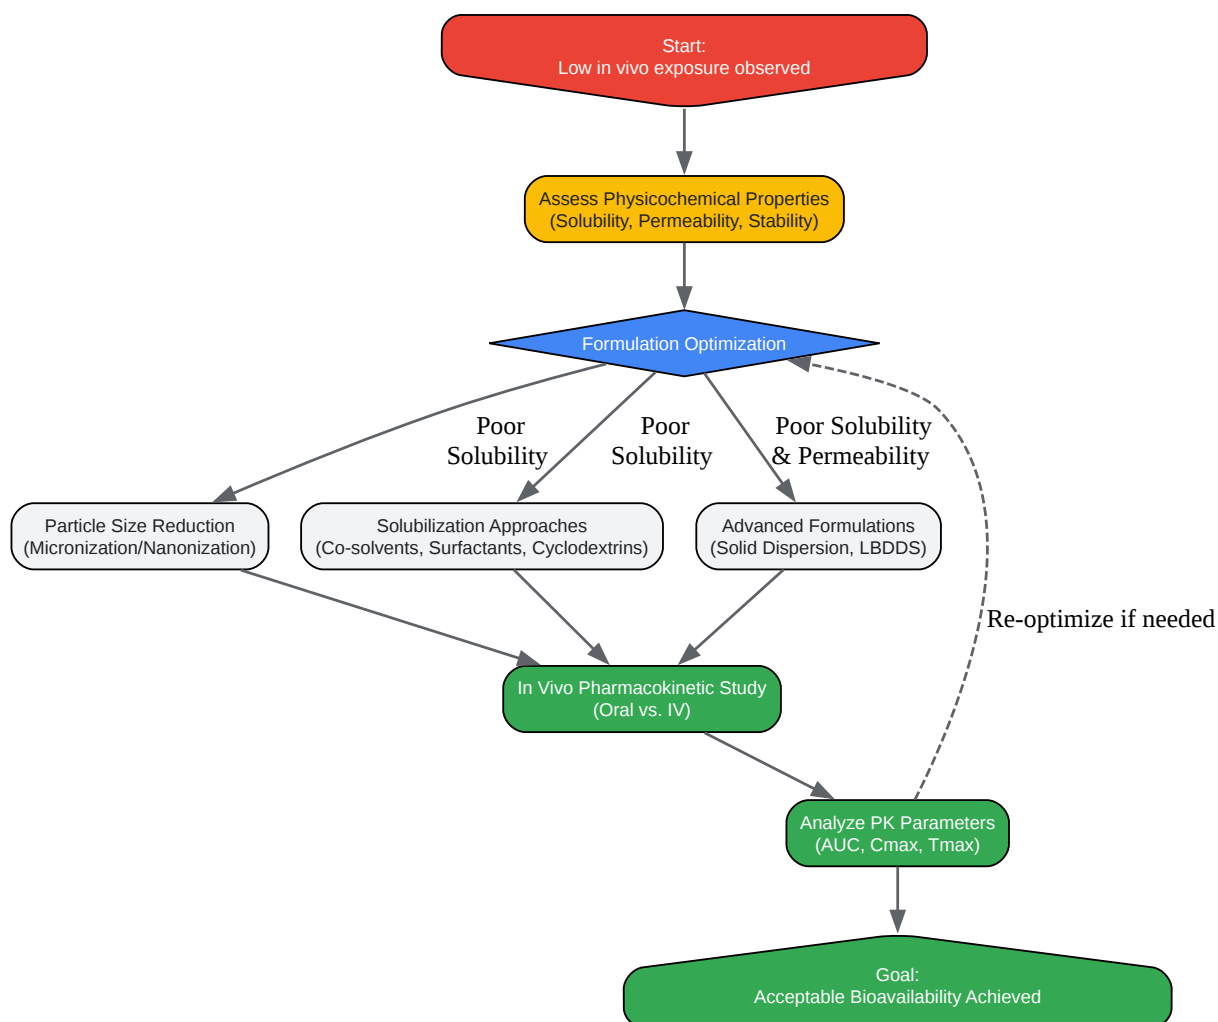 Start:
Low in vivo exposure observed
Assess Physicochemical Properties
(Solubility, Permeability, Stability)
Formulation Optimization
Poor
Solubility
Poor
Solubility
Poor Solubility
& Permeability
Particle Size Reduction
(Micronization/Nanonization)
Solubilization Approaches
(Co-solvents, Surfactants, Cyclodextrins)
Advanced Formulations
(Solid Dispersion, LBDDS)
Re-optimize if needed
In Vivo Pharmacokinetic Study
(Oral vs. IV)
Analyze PK Parameters
(AUC, Cmax, Tmax)
Goal:
Acceptable Bioavailability Achieved